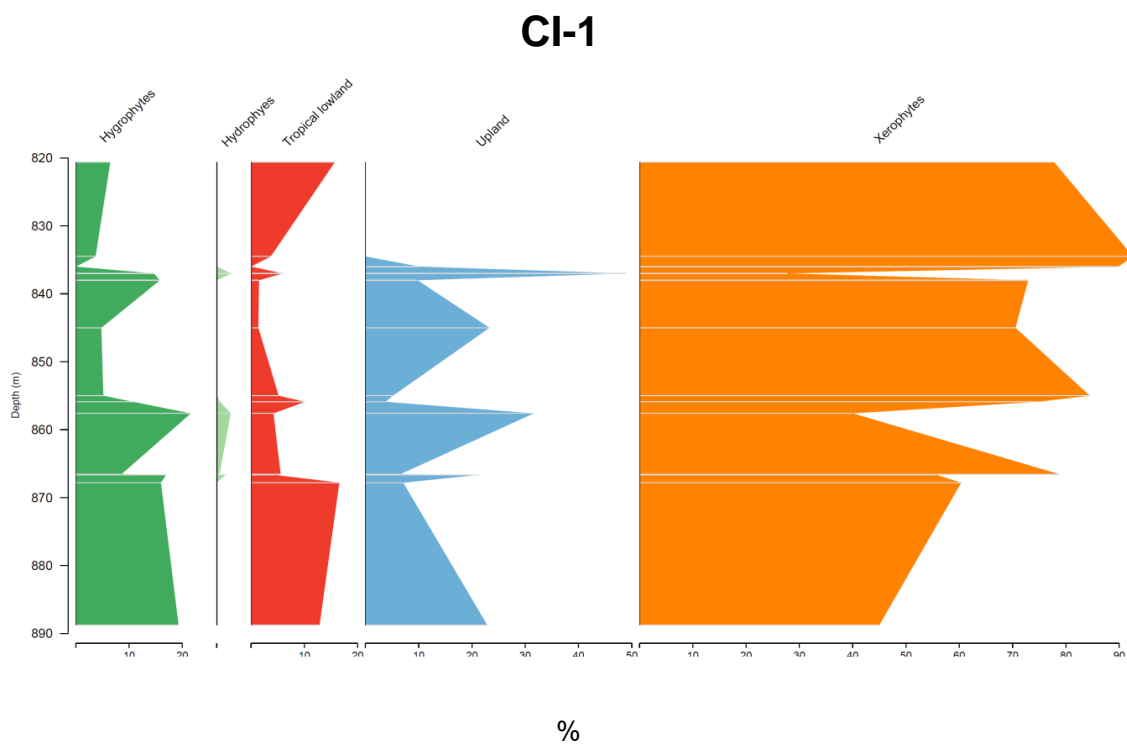 CI-1
Hygrophytes
Hydrophyes
Tropical lowland
Upland
Xerophytes
820
830
840
850
860
870
880
890
Depth (m)
10 20 10 20 10 20 30 40 50 10 20 30 40 50 60 70 80 90
%